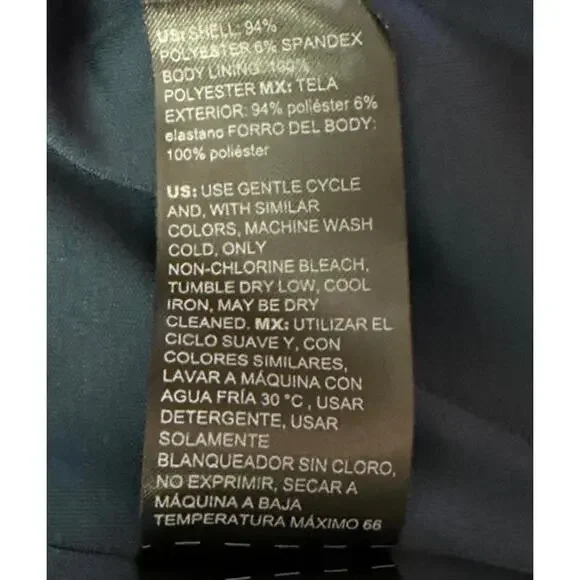 US: SHELL: 94%
POLYESTER 6% SPANDEX
BODY LINING: 100%
POLYESTER MX: TELA
EXTERIOR: 94% poliéster 6%
elastano FORRO DEL BODY:
100% poliéster
US: USE GENTLE CYCLE
AND, WITH SIMILAR
COLORS, MACHINE WASH
COLD, ONLY
NON-CHLORINE BLEACH,
TUMBLE DRY LOW, COOL
IRON, MAY BE DRY
CLEANED. MX: UTILIZAR EL
CICLO SUAVE Y, CON
COLORES SIMILARES,
LAVAR A MÁQUINA CON
AGUA FRÍA 30 °C , USAR
DETERGENTE, USAR
SOLAMENTE
BLANQUEADOR SIN CLORO,
NO EXPRIMIR, SECAR A
MÁQUINA A BAJA
TEMPERATURA MÁXIMO 66